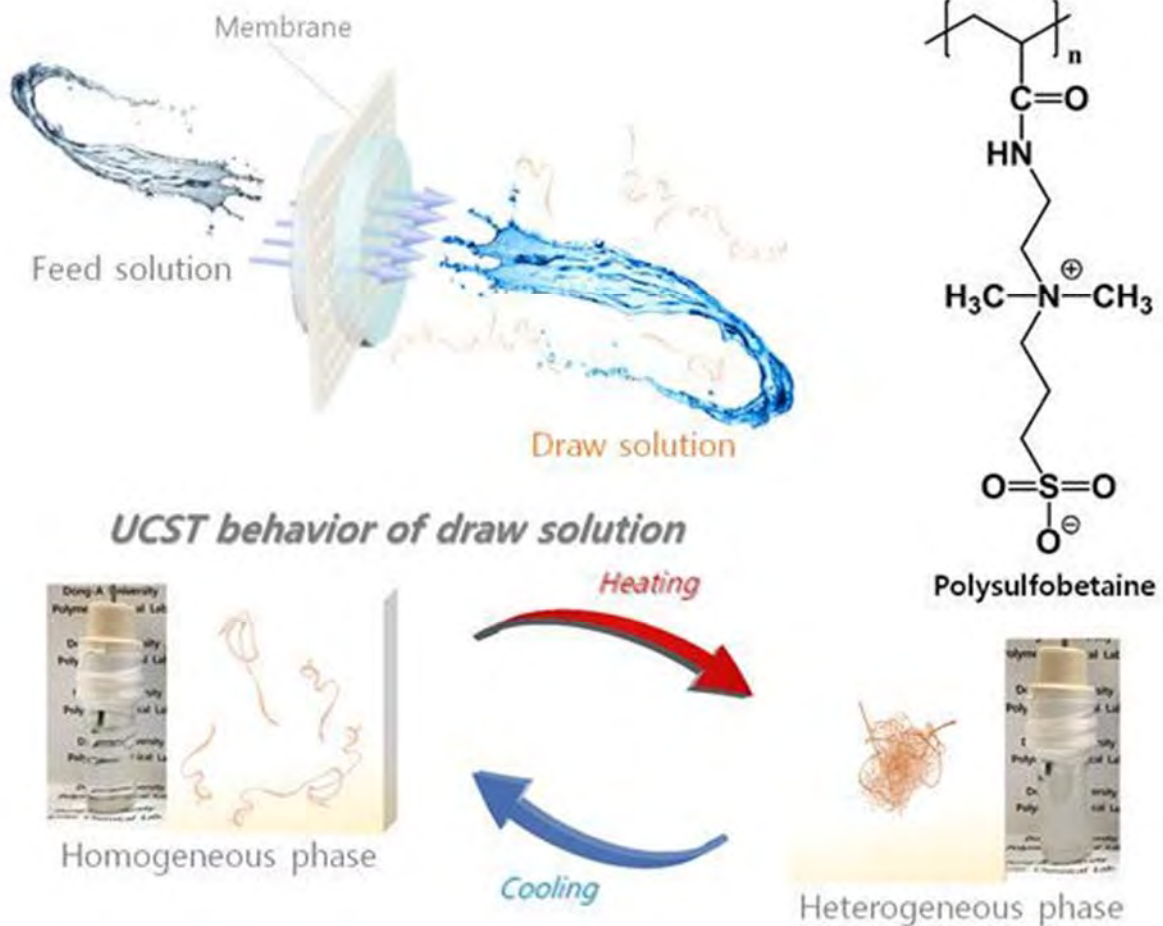 Membrane
Feed solution
Draw solution
n
C=O
HN
⊕
H₃C—N—CH₃
O=S=O
O⊖
Polysulfobetaine
UCST behavior of draw solution
Heating
Cooling
Dong-A University
Homogeneous phase
Heterogeneous phase